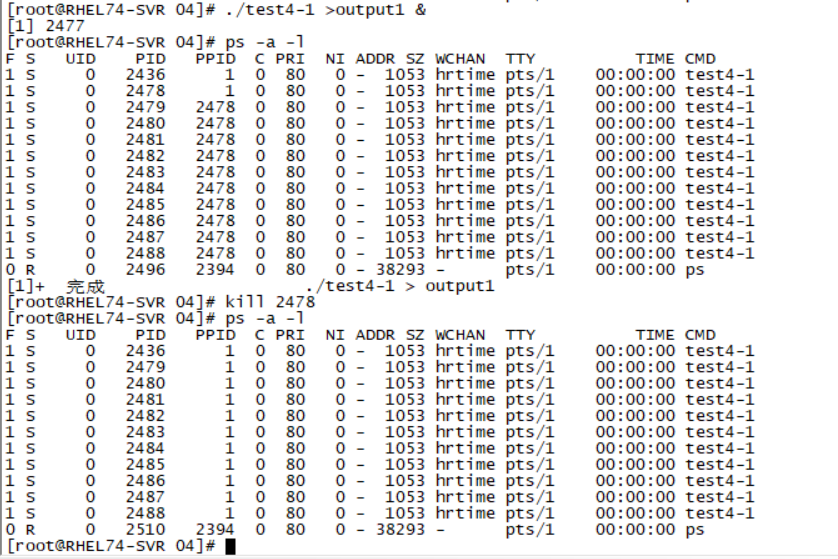 [root@RHEL74-SVR 04]# ./test4-1 >output1 &
[1] 2477
[root@RHEL74-SVR 04]# ps -a -l
F S   UID   PID  PPID  C PRI  NI ADDR SZ WCHAN  TTY          TIME CMD
1 S     0  2436     1  0  80   0 -  1053 hrtime pts/1    00:00:00 test4-1
1 S     0  2478     1  0  80   0 -  1053 hrtime pts/1    00:00:00 test4-1
1 S     0  2479  2478  0  80   0 -  1053 hrtime pts/1    00:00:00 test4-1
1 S     0  2480  2478  0  80   0 -  1053 hrtime pts/1    00:00:00 test4-1
1 S     0  2481  2478  0  80   0 -  1053 hrtime pts/1    00:00:00 test4-1
1 S     0  2482  2478  0  80   0 -  1053 hrtime pts/1    00:00:00 test4-1
1 S     0  2483  2478  0  80   0 -  1053 hrtime pts/1    00:00:00 test4-1
1 S     0  2484  2478  0  80   0 -  1053 hrtime pts/1    00:00:00 test4-1
1 S     0  2485  2478  0  80   0 -  1053 hrtime pts/1    00:00:00 test4-1
1 S     0  2486  2478  0  80   0 -  1053 hrtime pts/1    00:00:00 test4-1
1 S     0  2487  2478  0  80   0 -  1053 hrtime pts/1    00:00:00 test4-1
1 S     0  2488  2478  0  80   0 -  1053 hrtime pts/1    00:00:00 test4-1
0 R     0  2496  2394  0  80   0 - 38293 -      pts/1    00:00:00 ps
[1]+  完成                    ./test4-1 > output1
[root@RHEL74-SVR 04]# kill 2478
[root@RHEL74-SVR 04]# ps -a -l
F S   UID   PID  PPID  C PRI  NI ADDR SZ WCHAN  TTY          TIME CMD
1 S     0  2436     1  0  80   0 -  1053 hrtime pts/1    00:00:00 test4-1
1 S     0  2479     1  0  80   0 -  1053 hrtime pts/1    00:00:00 test4-1
1 S     0  2480     1  0  80   0 -  1053 hrtime pts/1    00:00:00 test4-1
1 S     0  2481     1  0  80   0 -  1053 hrtime pts/1    00:00:00 test4-1
1 S     0  2482     1  0  80   0 -  1053 hrtime pts/1    00:00:00 test4-1
1 S     0  2483     1  0  80   0 -  1053 hrtime pts/1    00:00:00 test4-1
1 S     0  2484     1  0  80   0 -  1053 hrtime pts/1    00:00:00 test4-1
1 S     0  2485     1  0  80   0 -  1053 hrtime pts/1    00:00:00 test4-1
1 S     0  2486     1  0  80   0 -  1053 hrtime pts/1    00:00:00 test4-1
1 S     0  2487     1  0  80   0 -  1053 hrtime pts/1    00:00:00 test4-1
1 S     0  2488     1  0  80   0 -  1053 hrtime pts/1    00:00:00 test4-1
0 R     0  2510  2394  0  80   0 - 38293 -      pts/1    00:00:00 ps
[root@RHEL74-SVR 04]#